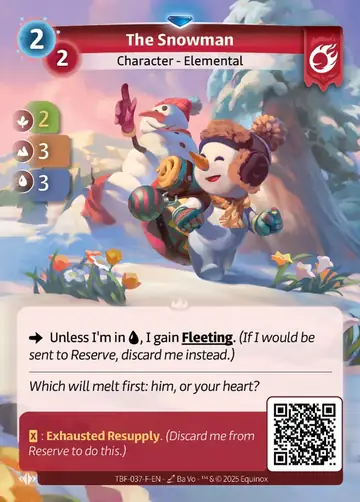 2
2
The Snowman
Character - Elemental
2
3
3
Unless I'm in , I gain Fleeting. (If I would
be sent to Reserve, discard me instead.)
Which will melt first: him, or your heart?
X : Exhausted Resupply. (Discard me from
Reserve to do this.)
TBF-037-F-EN - Ba Vo - ™ & © 2025 Equinox